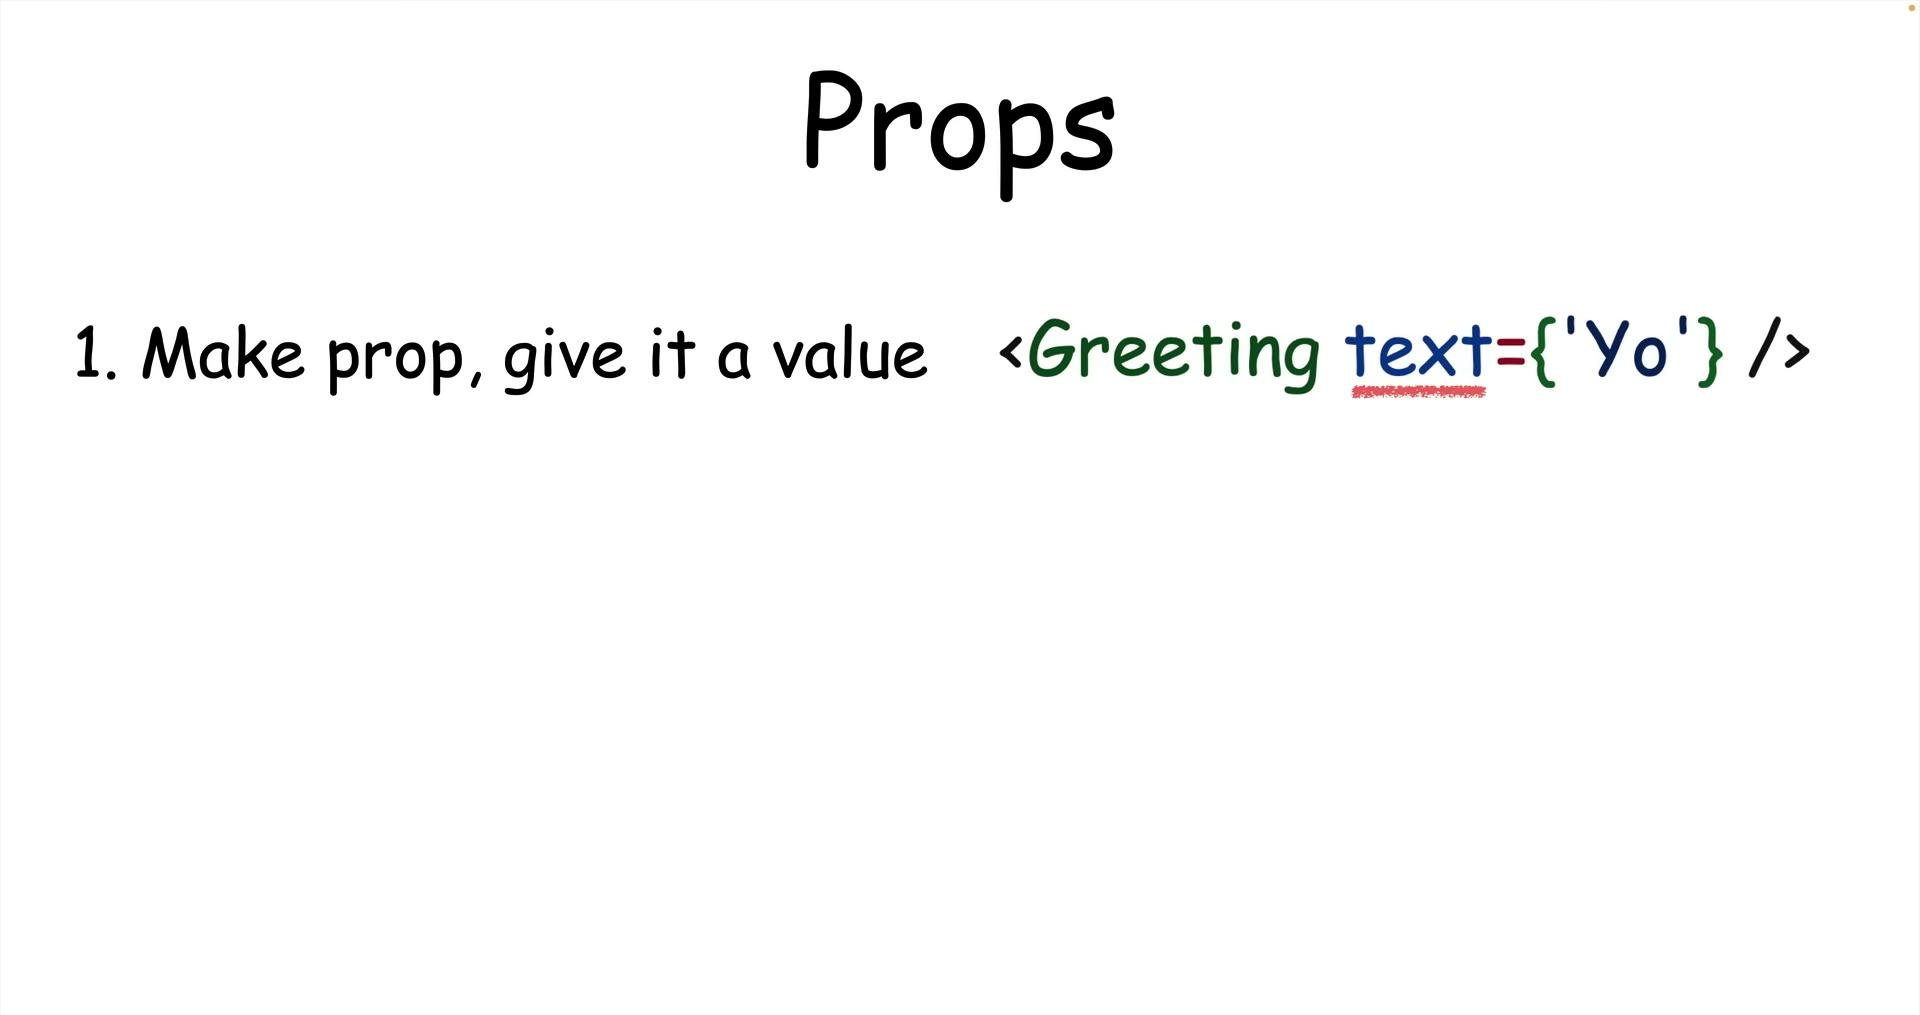 Props
1. Make prop, give it a value <Greeting text={'Yo'} />